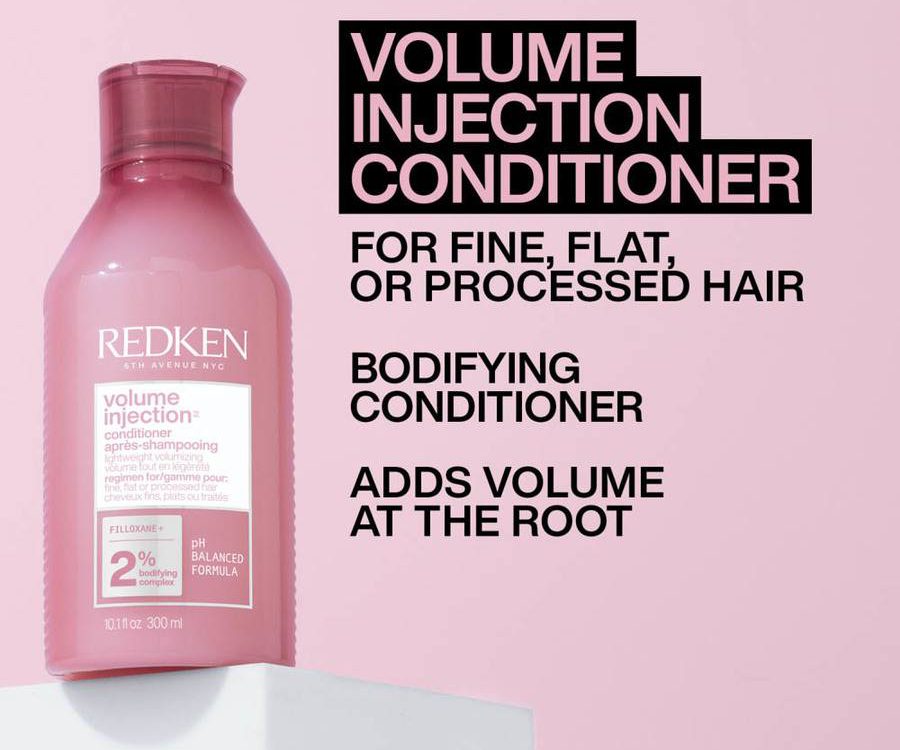 VOLUME
INJECTION
CONDITIONER
FOR FINE, FLAT,
OR PROCESSED HAIR
BODIFYING
CONDITIONER
ADDS VOLUME
AT THE ROOT
REDKEN
5TH AVENUE NYC
volume
injection
conditioner
après-shampooing
lightweight volumizing
volume tout en légèreté
regimen for/gamme pour:
fine, flat or processed hair
cheveux fins, plats ou traités
FILLOXANE+
2%
bodifying
complex
pH
BALANCED
FORMULA
10.1 fl oz 300 ml